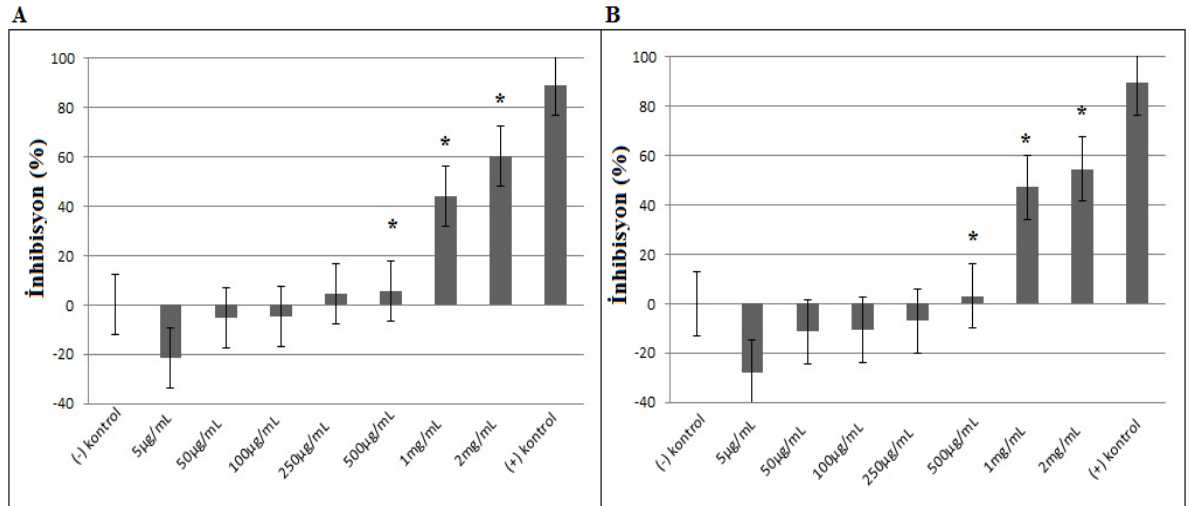 A
İnhibisyon (%)
100
80
60
40
20
0
-20
-40
*
*
*
(-) kontrol
5µg/mL
50µg/mL
100µg/mL
250µg/mL
500µg/mL
1mg/mL
2mg/mL
(+) kontrol
B
İnhibisyon (%)
100
80
60
40
20
0
-20
-40
*
*
*
(-) kontrol
5µg/mL
50µg/mL
100µg/mL
250µg/mL
500µg/mL
1mg/mL
2mg/mL
(+) kontrol